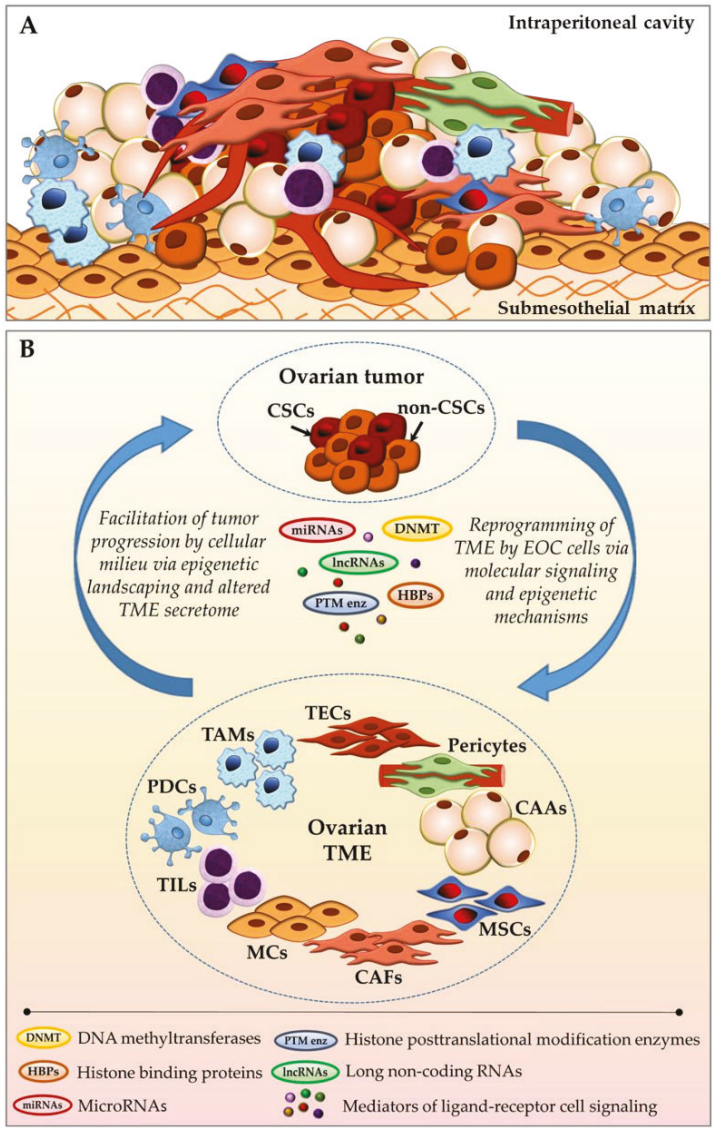 A
Intraperitoneal cavity
Submesothelial matrix
B
Ovarian tumor
CSCs
non-CSCs
Facilitation of tumor
progression by cellular
milieu via epigenetic
landscaping and altered
TME secretome
miRNAs
DNMT
lncRNAs
PTM enz
HBPs
Reprogramming of
TME by EOC cells via
molecular signaling
and epigenetic
mechanisms
TECs
TAMs
Pericytes
PDCs
CAAs
Ovarian
TME
TILs
MSCs
MCs
CAFs
DNMT DNA methyltransferases
PTM enz Histone posttranslational modification enzymes
HBPs Histone binding proteins
lncRNAs Long non-coding RNAs
miRNAs MicroRNAs
Mediators of ligand-receptor cell signaling